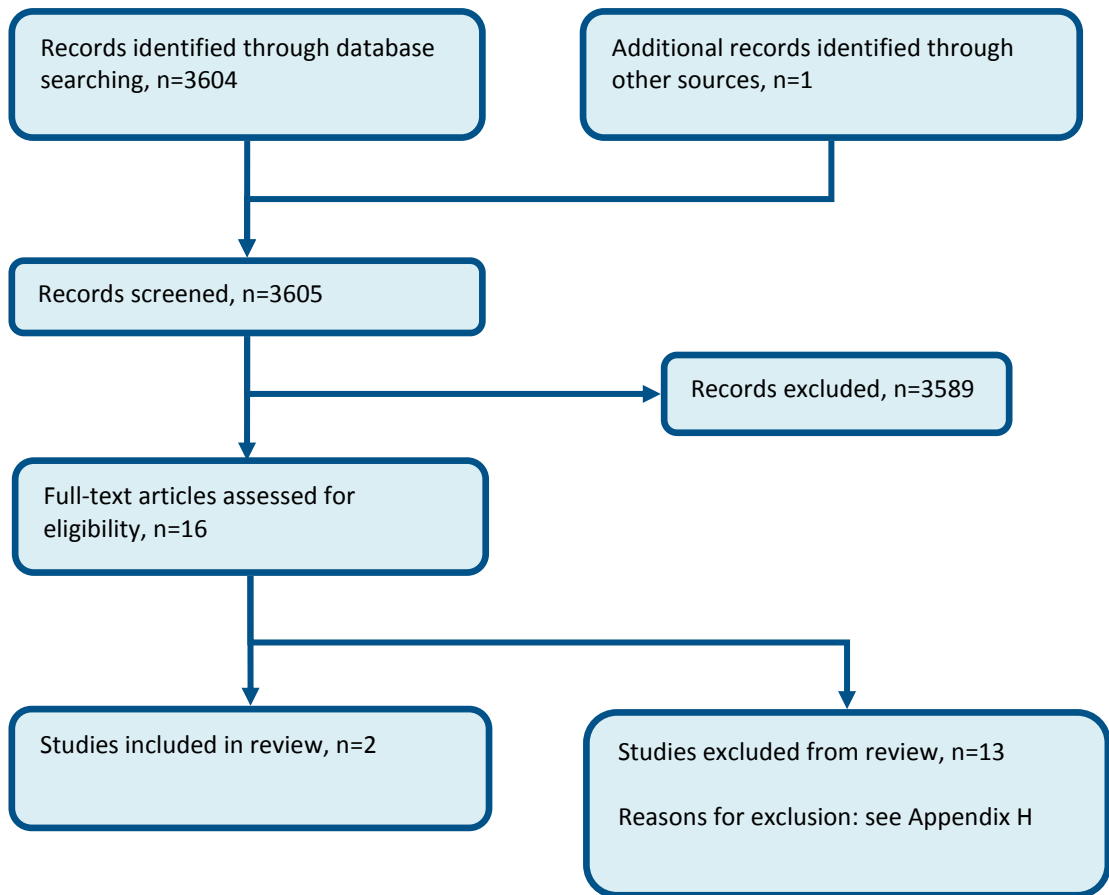 Records identified through database
searching, n=3604
Additional records identified through
other sources, n=1
Records screened, n=3605
Records excluded, n=3589
Full-text articles assessed for
eligibility, n=16
Studies included in review, n=2
Studies excluded from review, n=13
Reasons for exclusion: see Appendix H